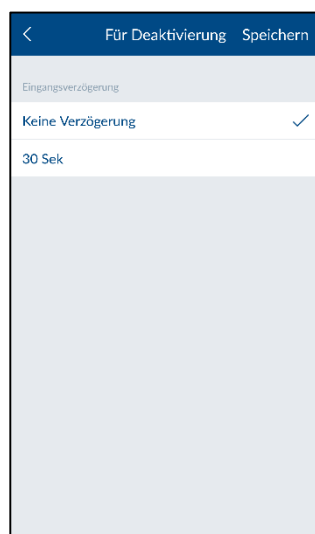 Für Deaktivierung Speichern
Eingangsverzögerung
Keine Verzögerung
30 Sek